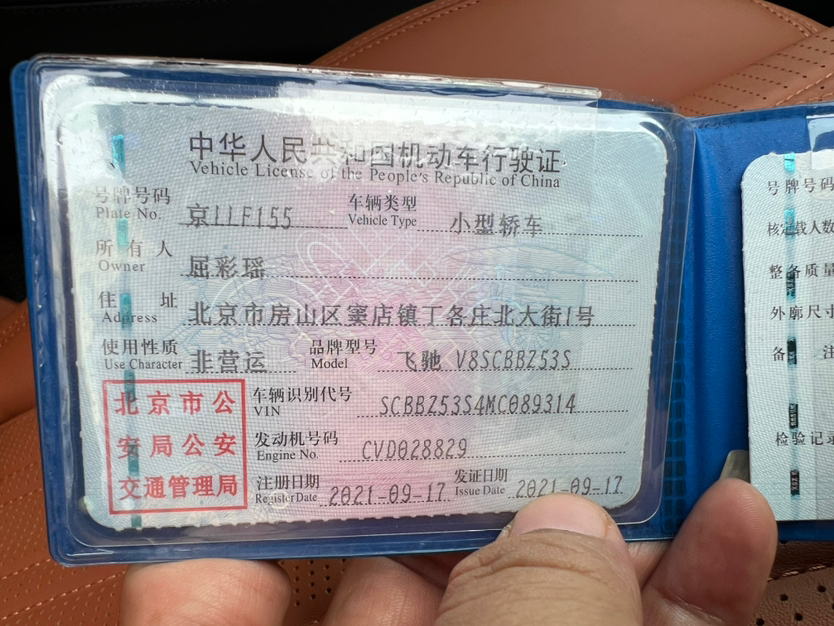 中华人民共和国机动车行驶证
Vehicle License of the People's Republic of China
号牌号码 京LLF155 车辆类型 小型轿车
Plate No. Vehicle Type
所有人 屈彩瑶
Owner
住址 北京市房山区窦店镇丁各庄北大街1号
Address
使用性质 非营运 品牌型号 飞驰 V8SCBBZ53S
Use Character Model
北京市公
安局公安
交通管理局
车辆识别代号 SCBBZ53S4MC089314
VIN
发动机号码 CVD028829
Engine No.
注册日期 2021-09-17 发证日期 2021-09-17
Register Date Issue Date
号牌号码
核定载人数
整备质量
外廓尺寸
备注
检验记录